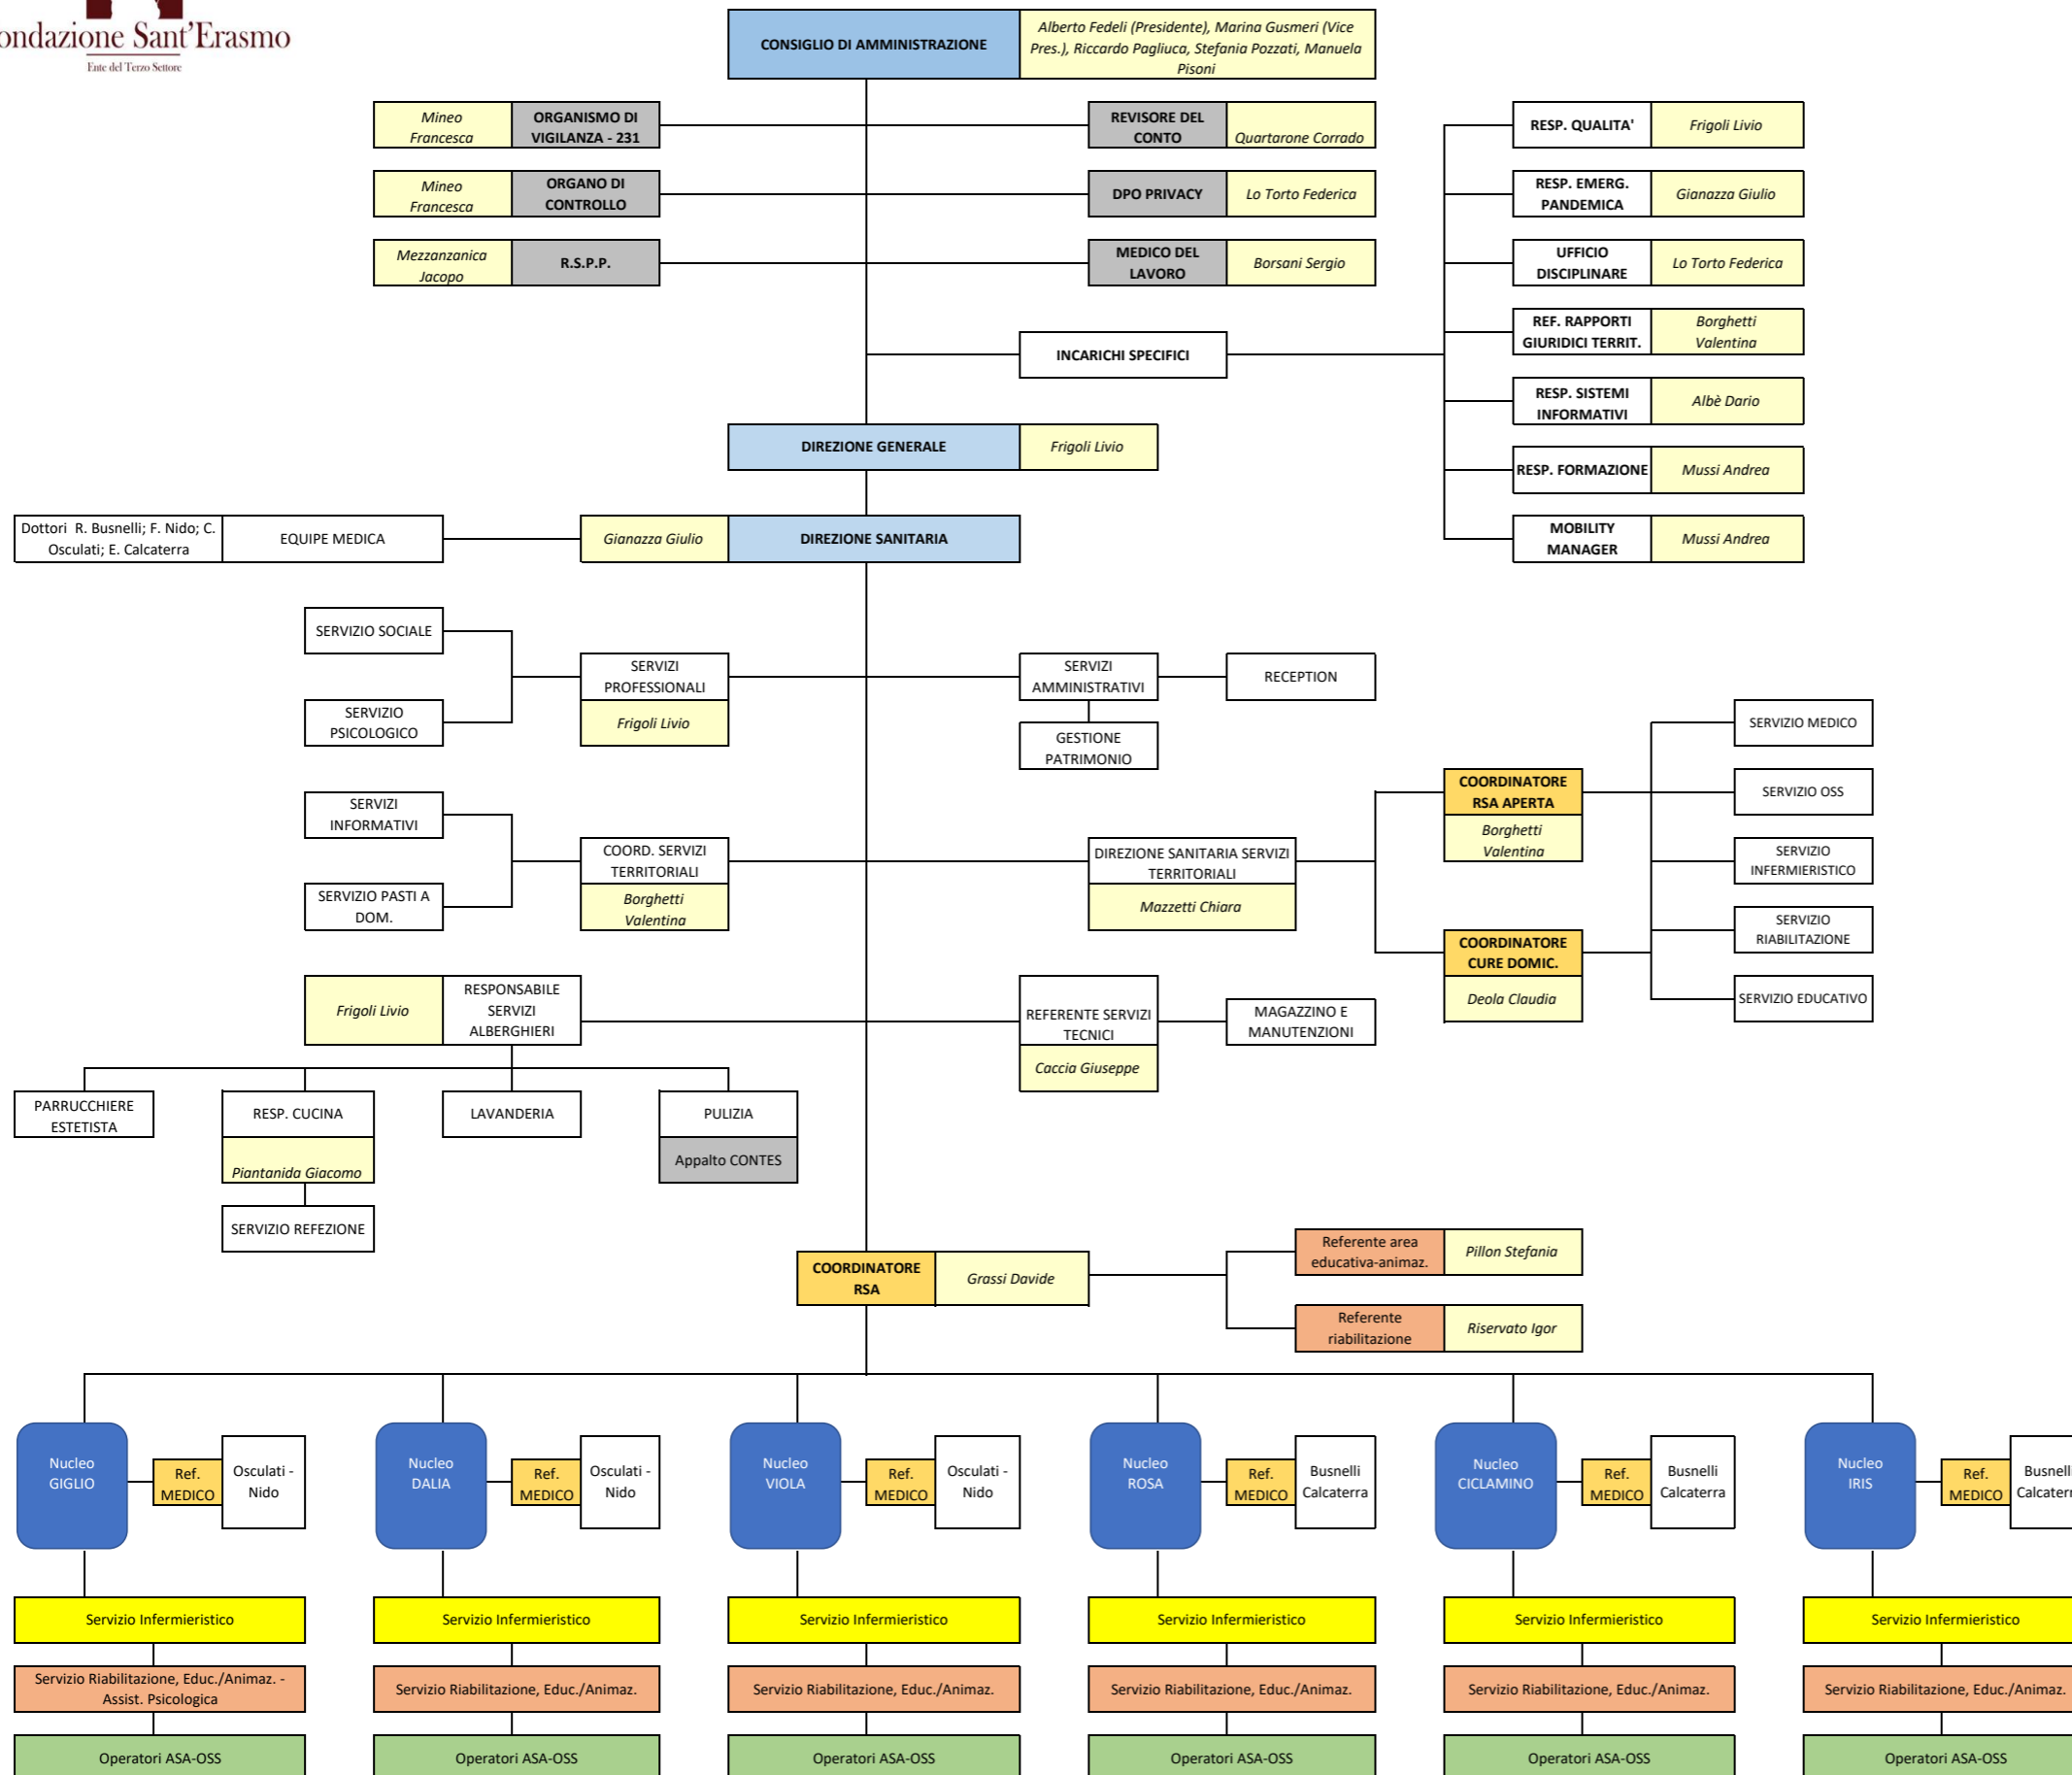 ondazione Sant'Erasmo
Ente del Terzo Settore
CONSIGLIO DI AMMINISTRAZIONE
Alberto Fedeli (Presidente), Marina Gusmeri (Vice
Pres.), Riccardo Pagliuca, Stefania Pozzati, Manuela
Pisoni
Mineo
Francesca
ORGANISMO DI
VIGILANZA - 231
REVISORE DEL
CONTO
Quartarone Corrado
RESP. QUALITA'
Frigoli Livio
Mineo
Francesca
ORGANO DI
CONTROLLO
DPO PRIVACY
Lo Torto Federica
RESP. EMERG.
PANDEMICA
Gianazza Giulio
Mezzanzanica
Jacopo
R.S.P.P.
MEDICO DEL
LAVORO
Borsani Sergio
UFFICIO
DISCIPLINARE
Lo Torto Federica
INCARICHI SPECIFICI
REF. RAPPORTI
GIURIDICI TERRIT.
Borghetti
Valentina
RESP. SISTEMI
INFORMATIVI
Albè Dario
DIREZIONE GENERALE
Frigoli Livio
RESP. FORMAZIONE
Mussi Andrea
Dottori R. Busnelli; F. Nido; C.
Osculati; E. Calcaterra
EQUIPE MEDICA
Gianazza Giulio
DIREZIONE SANITARIA
MOBILITY
MANAGER
Mussi Andrea
SERVIZIO SOCIALE
SERVIZI
PROFESSIONALI
Frigoli Livio
SERVIZIO
PSICOLOGICO
SERVIZI
AMMINISTRATIVI
RECEPTION
GESTIONE
PATRIMONIO
SERVIZI
INFORMATIVI
COORD. SERVIZI
TERRITORIALI
Borghetti
Valentina
SERVIZIO PASTI A
DOM.
DIREZIONE SANITARIA SERVIZI
TERRITORIALI
Mazzetti Chiara
COORDINATORE
RSA APERTA
Borghetti
Valentina
COORDINATORE
CURE DOMIC.
Deola Claudia
SERVIZIO MEDICO
SERVIZIO OSS
SERVIZIO
INFERMIERISTICO
SERVIZIO
RIABILITAZIONE
SERVIZIO EDUCATIVO
Frigoli Livio
RESPONSABILE
SERVIZI
ALBERGHIERI
REFERENTE SERVIZI
TECNICI
Caccia Giuseppe
MAGAZZINO E
MANUTENZIONI
PARRUCCHIERE
ESTETISTA
RESP. CUCINA
Piantanida Giacomo
LAVANDERIA
PULIZIA
Appalto CONTES
SERVIZIO REFEZIONE
COORDINATORE
RSA
Grassi Davide
Referente area
educativa-animaz.
Pillon Stefania
Referente
riabilitazione
Riservato Igor
Nucleo
GIGLIO
Ref.
MEDICO
Osculati -
Nido
Nucleo
DALIA
Ref.
MEDICO
Osculati -
Nido
Nucleo
VIOLA
Ref.
MEDICO
Osculati -
Nido
Nucleo
ROSA
Ref.
MEDICO
Busnelli
Calcaterra
Nucleo
CICLAMINO
Ref.
MEDICO
Busnelli
Calcaterra
Nucleo
IRIS
Ref.
MEDICO
Busnelli
Calcaterr
Servizio Infermieristico
Servizio Infermieristico
Servizio Infermieristico
Servizio Infermieristico
Servizio Infermieristico
Servizio Infermieristico
Servizio Riabilitazione, Educ./Animaz. -
Assist. Psicologica
Servizio Riabilitazione, Educ./Animaz.
Servizio Riabilitazione, Educ./Animaz.
Servizio Riabilitazione, Educ./Animaz.
Servizio Riabilitazione, Educ./Animaz.
Servizio Riabilitazione, Educ./Animaz.
Operatori ASA-OSS
Operatori ASA-OSS
Operatori ASA-OSS
Operatori ASA-OSS
Operatori ASA-OSS
Operatori ASA-OSS